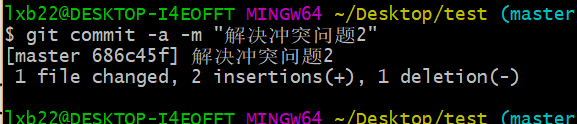 lxb22@DESKTOP-I4EOFFT MINGW64 ~/Desktop/test (master
$ git commit -a -m "解决冲突问题2"
[master 686c45f] 解决冲突问题2
 1 file changed, 2 insertions(+), 1 deletion(-)
lxb22@DESKTOP-I4EOFFT MINGW64 ~/Desktop/test (master